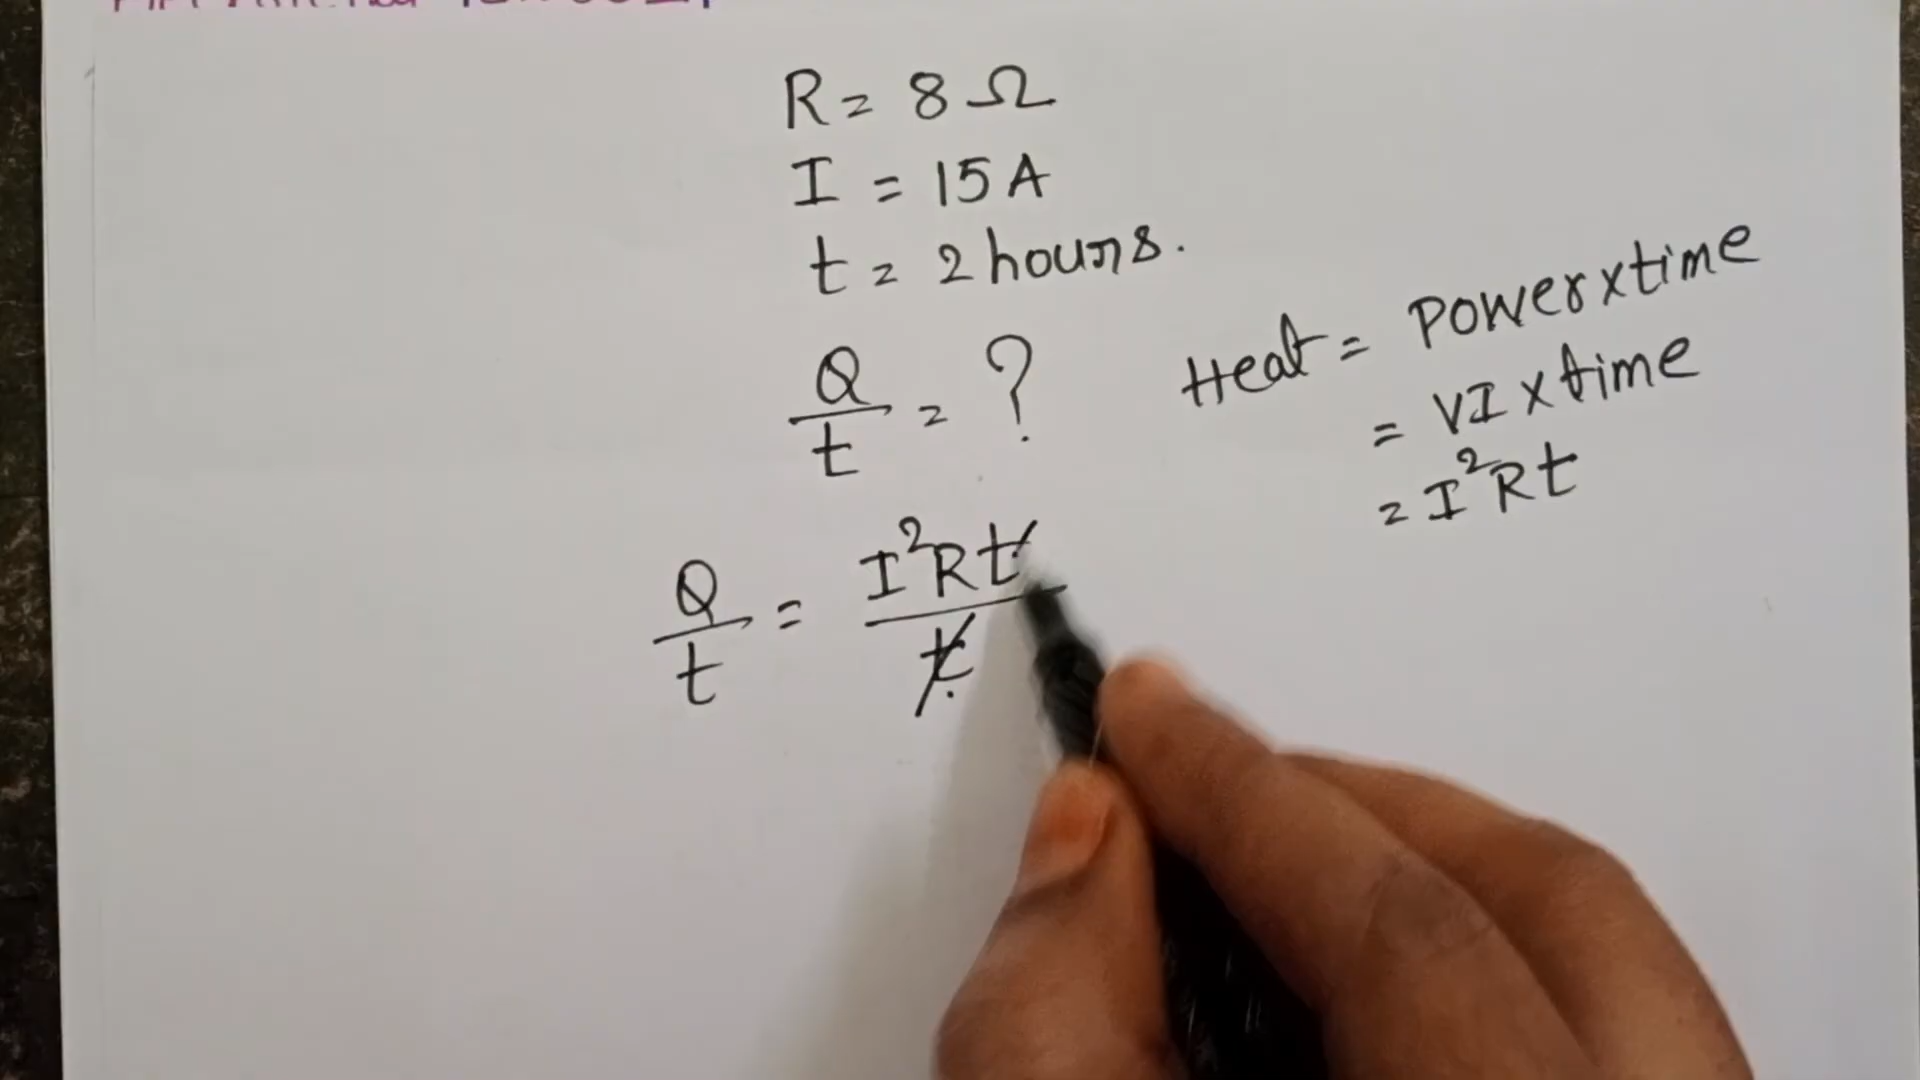 R = 8 Ω
I = 15 A
t = 2 hours.
Q/t = ?
Heat = Power x time
= VI x time
= I²Rt
Q/t = I²Rt/t